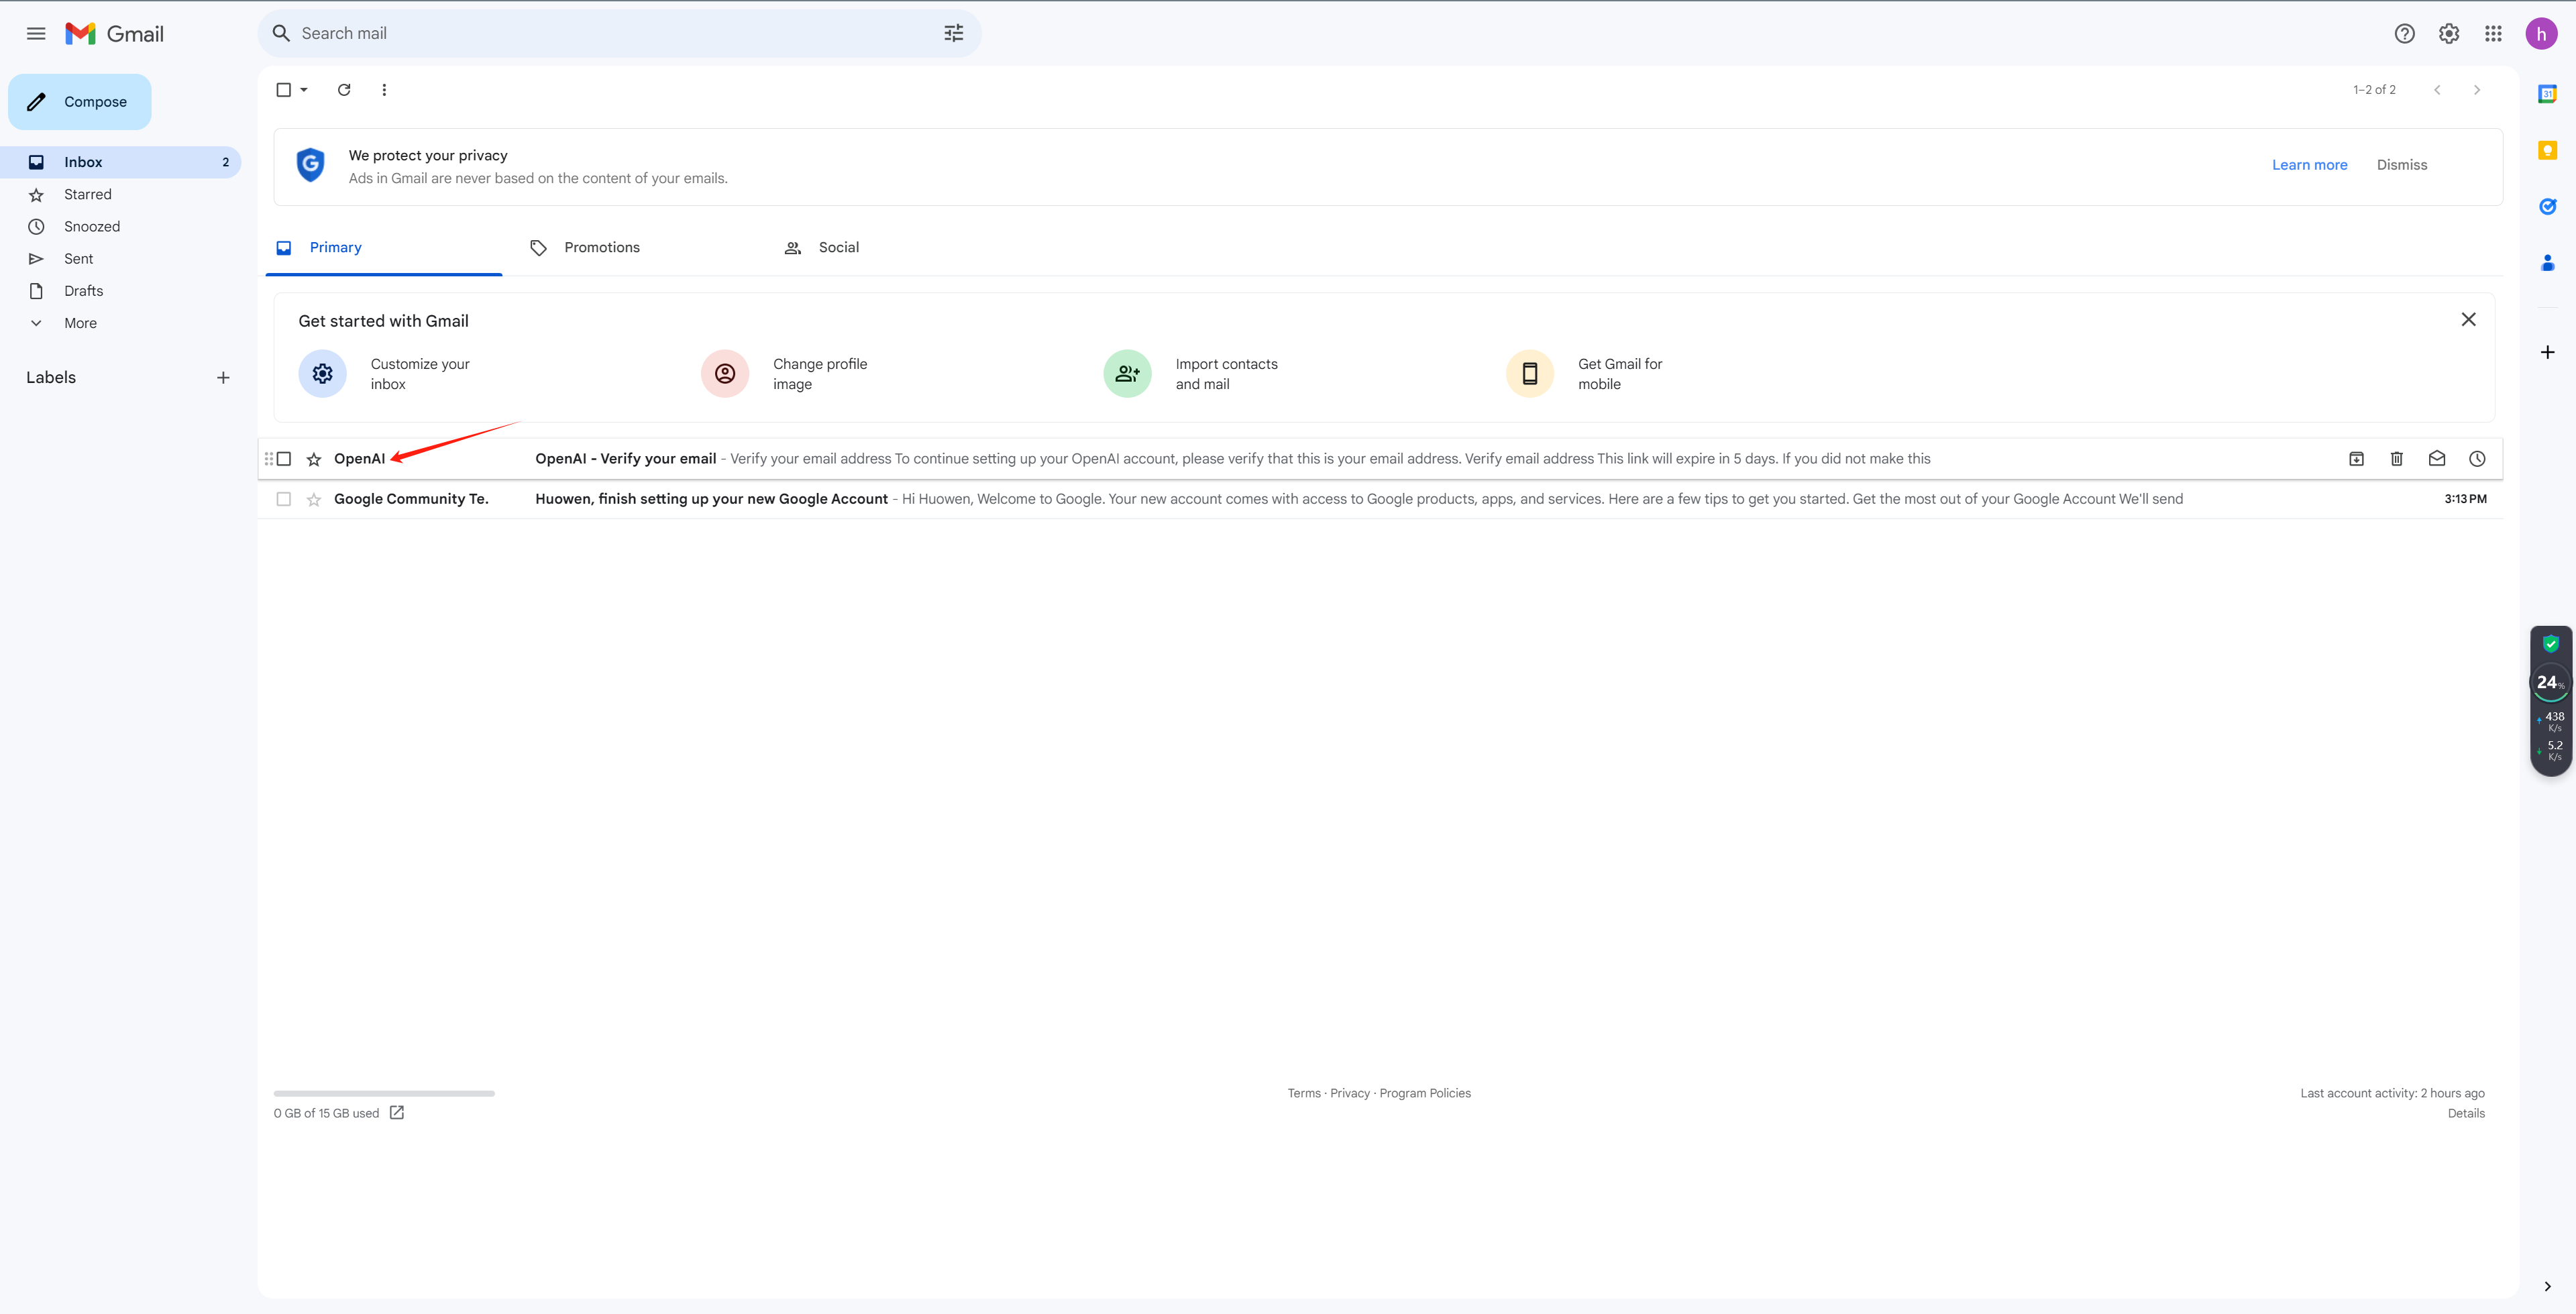 Gmail
Search mail
Compose
1–2 of 2
Inbox 2
Starred
Snoozed
Sent
Drafts
More
Labels
We protect your privacy
Ads in Gmail are never based on the content of your emails.
Learn more Dismiss
Primary Promotions Social
Get started with Gmail
Customize your
inbox
Change profile
image
Import contacts
and mail
Get Gmail for
mobile
OpenAI OpenAI - Verify your email - Verify your email address To continue setting up your OpenAI account, please verify that this is your email address. Verify email address This link will expire in 5 days. If you did not make this
Google Community Te. Huowen, finish setting up your new Google Account - Hi Huowen, Welcome to Google. Your new account comes with access to Google products, apps, and services. Here are a few tips to get you started. Get the most out of your Google Account We'll send 3:13 PM
0 GB of 15 GB used
Terms · Privacy · Program Policies
Last account activity: 2 hours ago
Details
h
31
24%
438
K/s
5.2
K/s